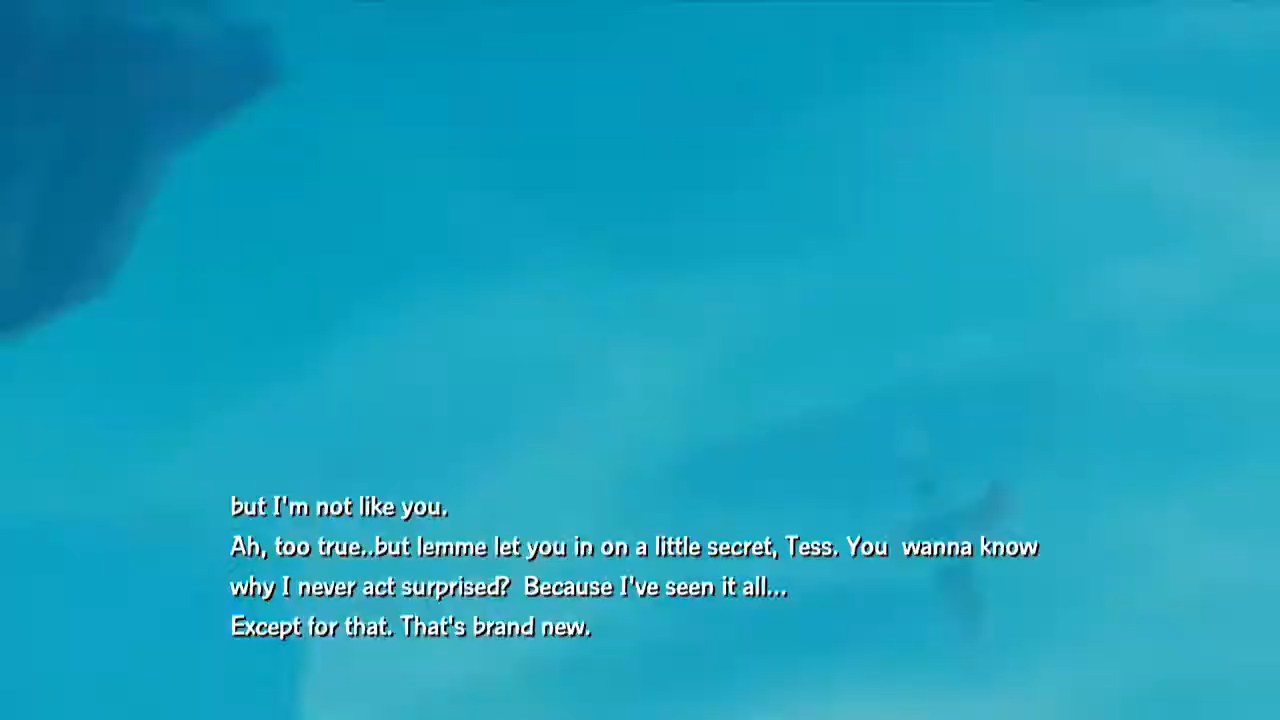 but I'm not like you.
Ah, too true..but lemme let you in on a little secret, Tess. You  wanna know
why I never act surprised?  Because I've seen it all...
Except for that. That's brand new.